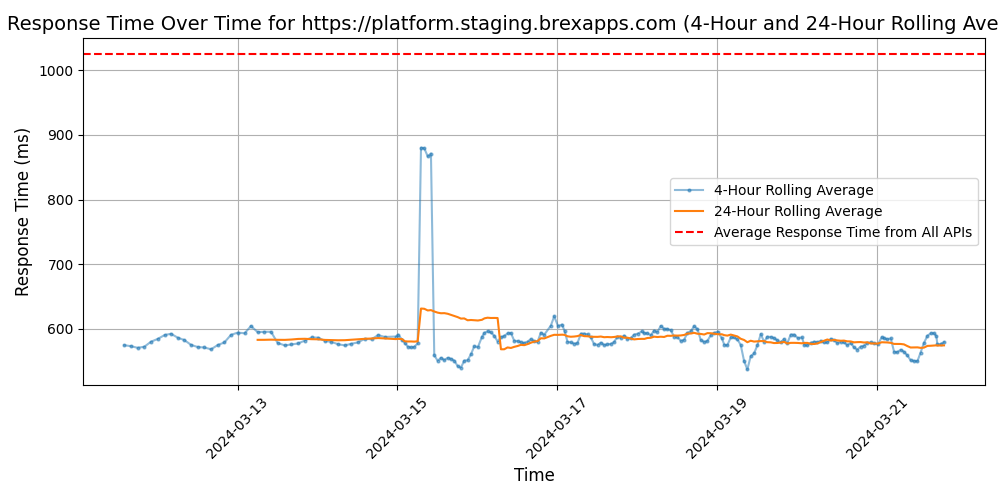 Response Time Over Time for https://platform.staging.brexapps.com (4-Hour and 24-Hour Rolling Ave
Response Time (ms)
1000
900
800
700
600
4-Hour Rolling Average
24-Hour Rolling Average
Average Response Time from All APIs
2024-03-13
2024-03-15
2024-03-17
2024-03-19
2024-03-21
Time